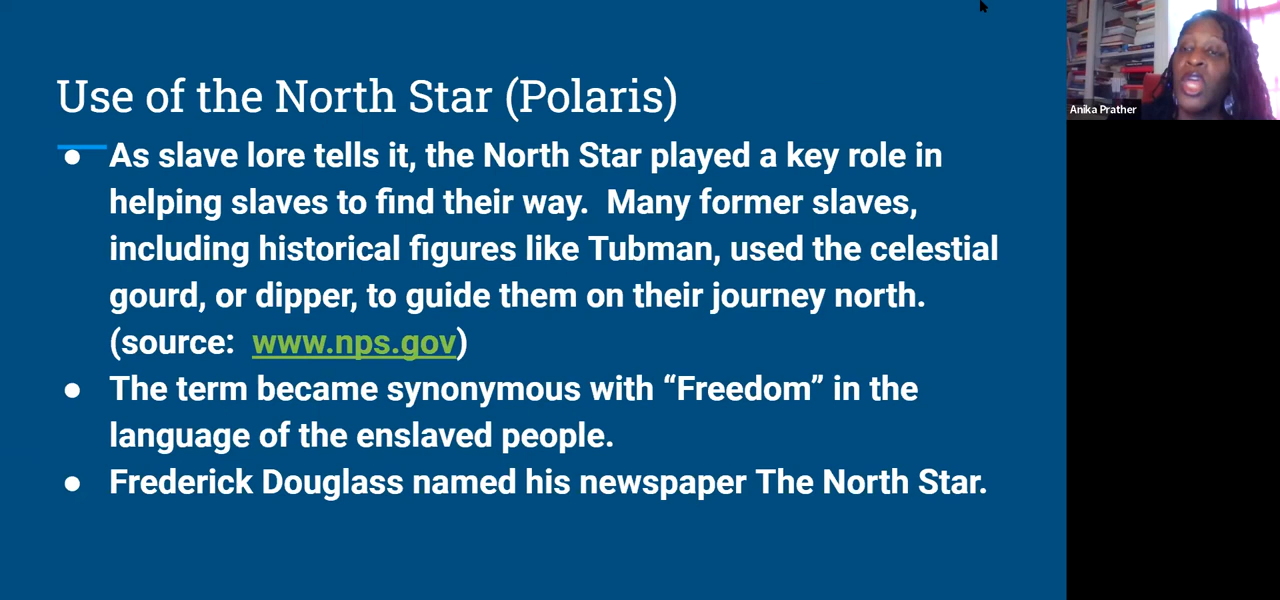 Use of the North Star (Polaris)
● As slave lore tells it, the North Star played a key role in
helping slaves to find their way.  Many former slaves,
including historical figures like Tubman, used the celestial
gourd, or dipper, to guide them on their journey north.
(source:  www.nps.gov)
● The term became synonymous with “Freedom” in the
language of the enslaved people.
● Frederick Douglass named his newspaper The North Star.
Anika Prather